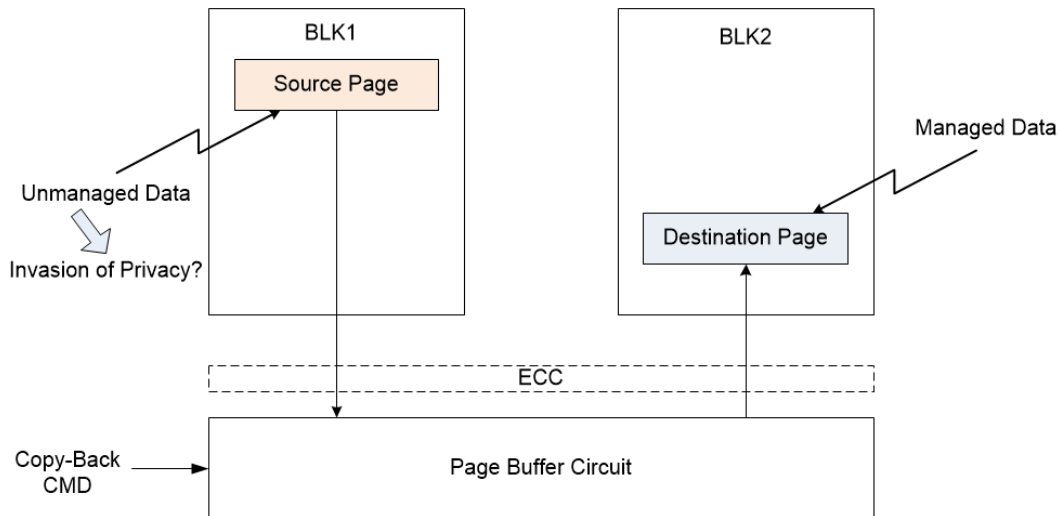 BLK1
BLK2
Source Page
Managed Data
Unmanaged Data
Destination Page
Invasion of Privacy?
ECC
Copy-Back
CMD
Page Buffer Circuit